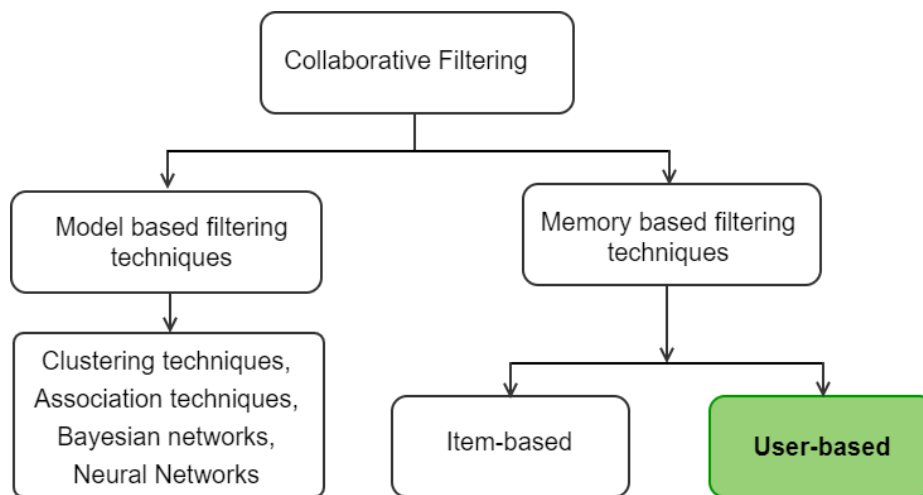 Collaborative Filtering
Model based filtering
techniques
Memory based filtering
techniques
Clustering techniques,
Association techniques,
Bayesian networks,
Neural Networks
Item-based
User-based